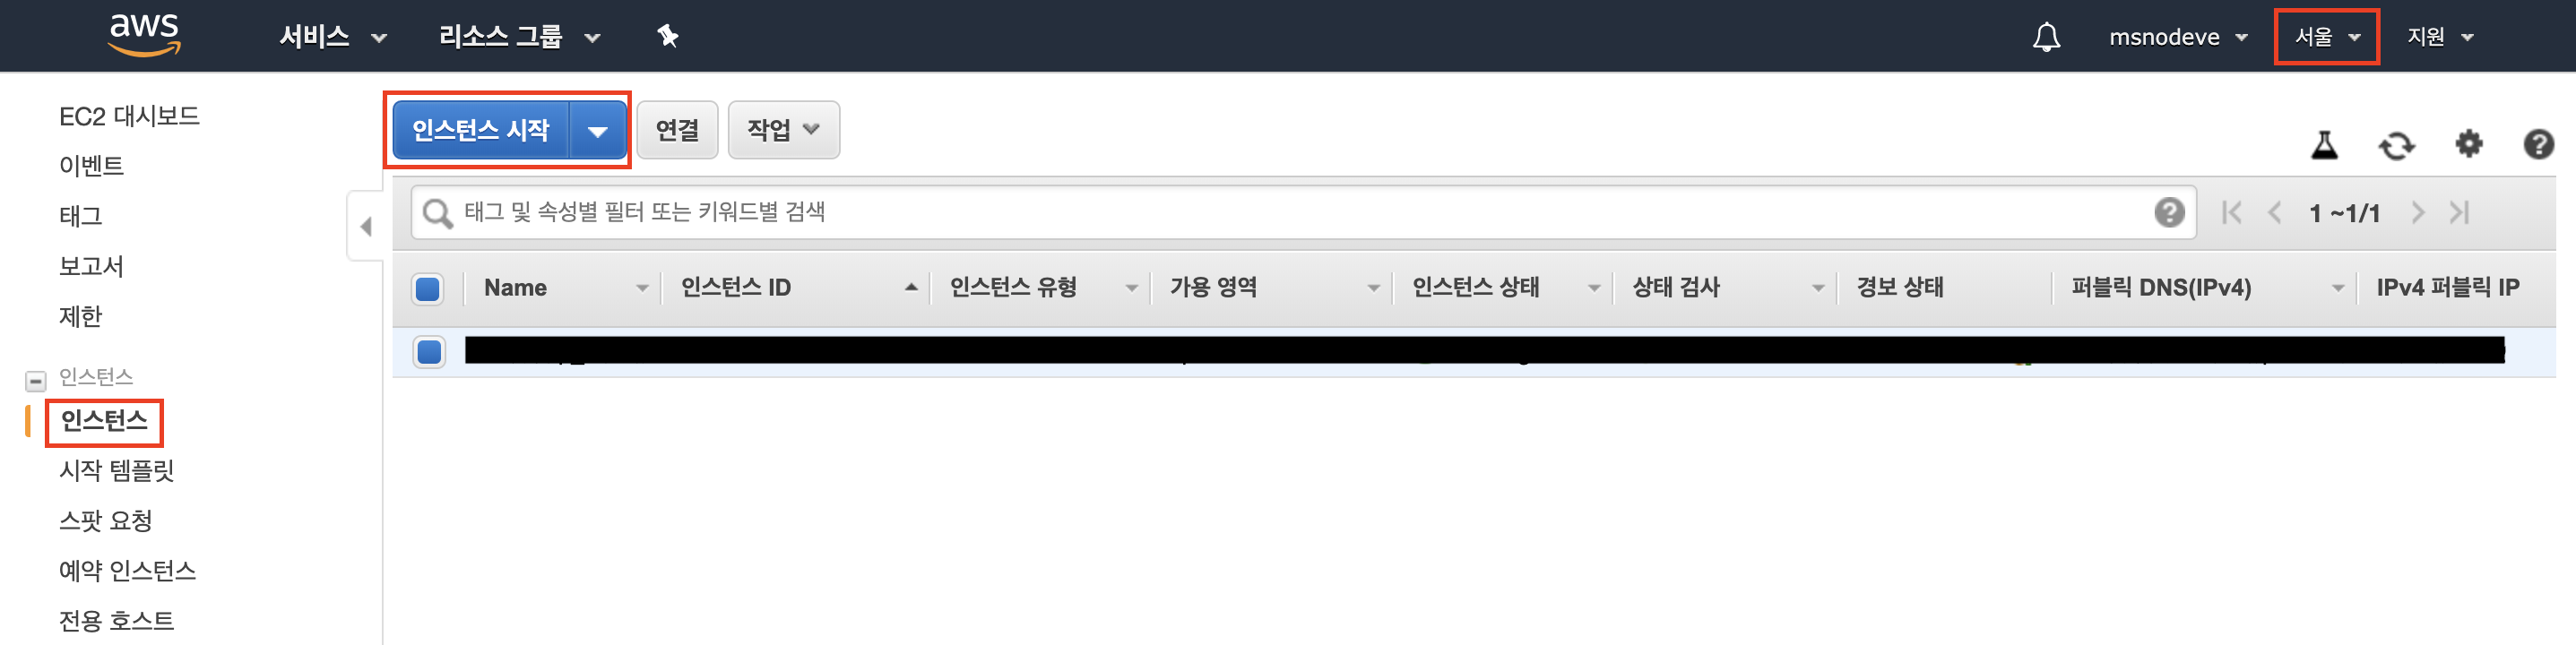 aws 서비스 리소스 그룹 msnodeve 서울 지원
EC2 대시보드
이벤트
태그
보고서
제한
인스턴스
인스턴스
시작 템플릿
스팟 요청
예약 인스턴스
전용 호스트
인스턴스 시작 연결 작업
태그 및 속성별 필터 또는 키워드별 검색 1 ~1/1
Name 인스턴스 ID 인스턴스 유형 가용 영역 인스턴스 상태 상태 검사 경보 상태 퍼블릭 DNS(IPv4) IPv4 퍼블릭 IP